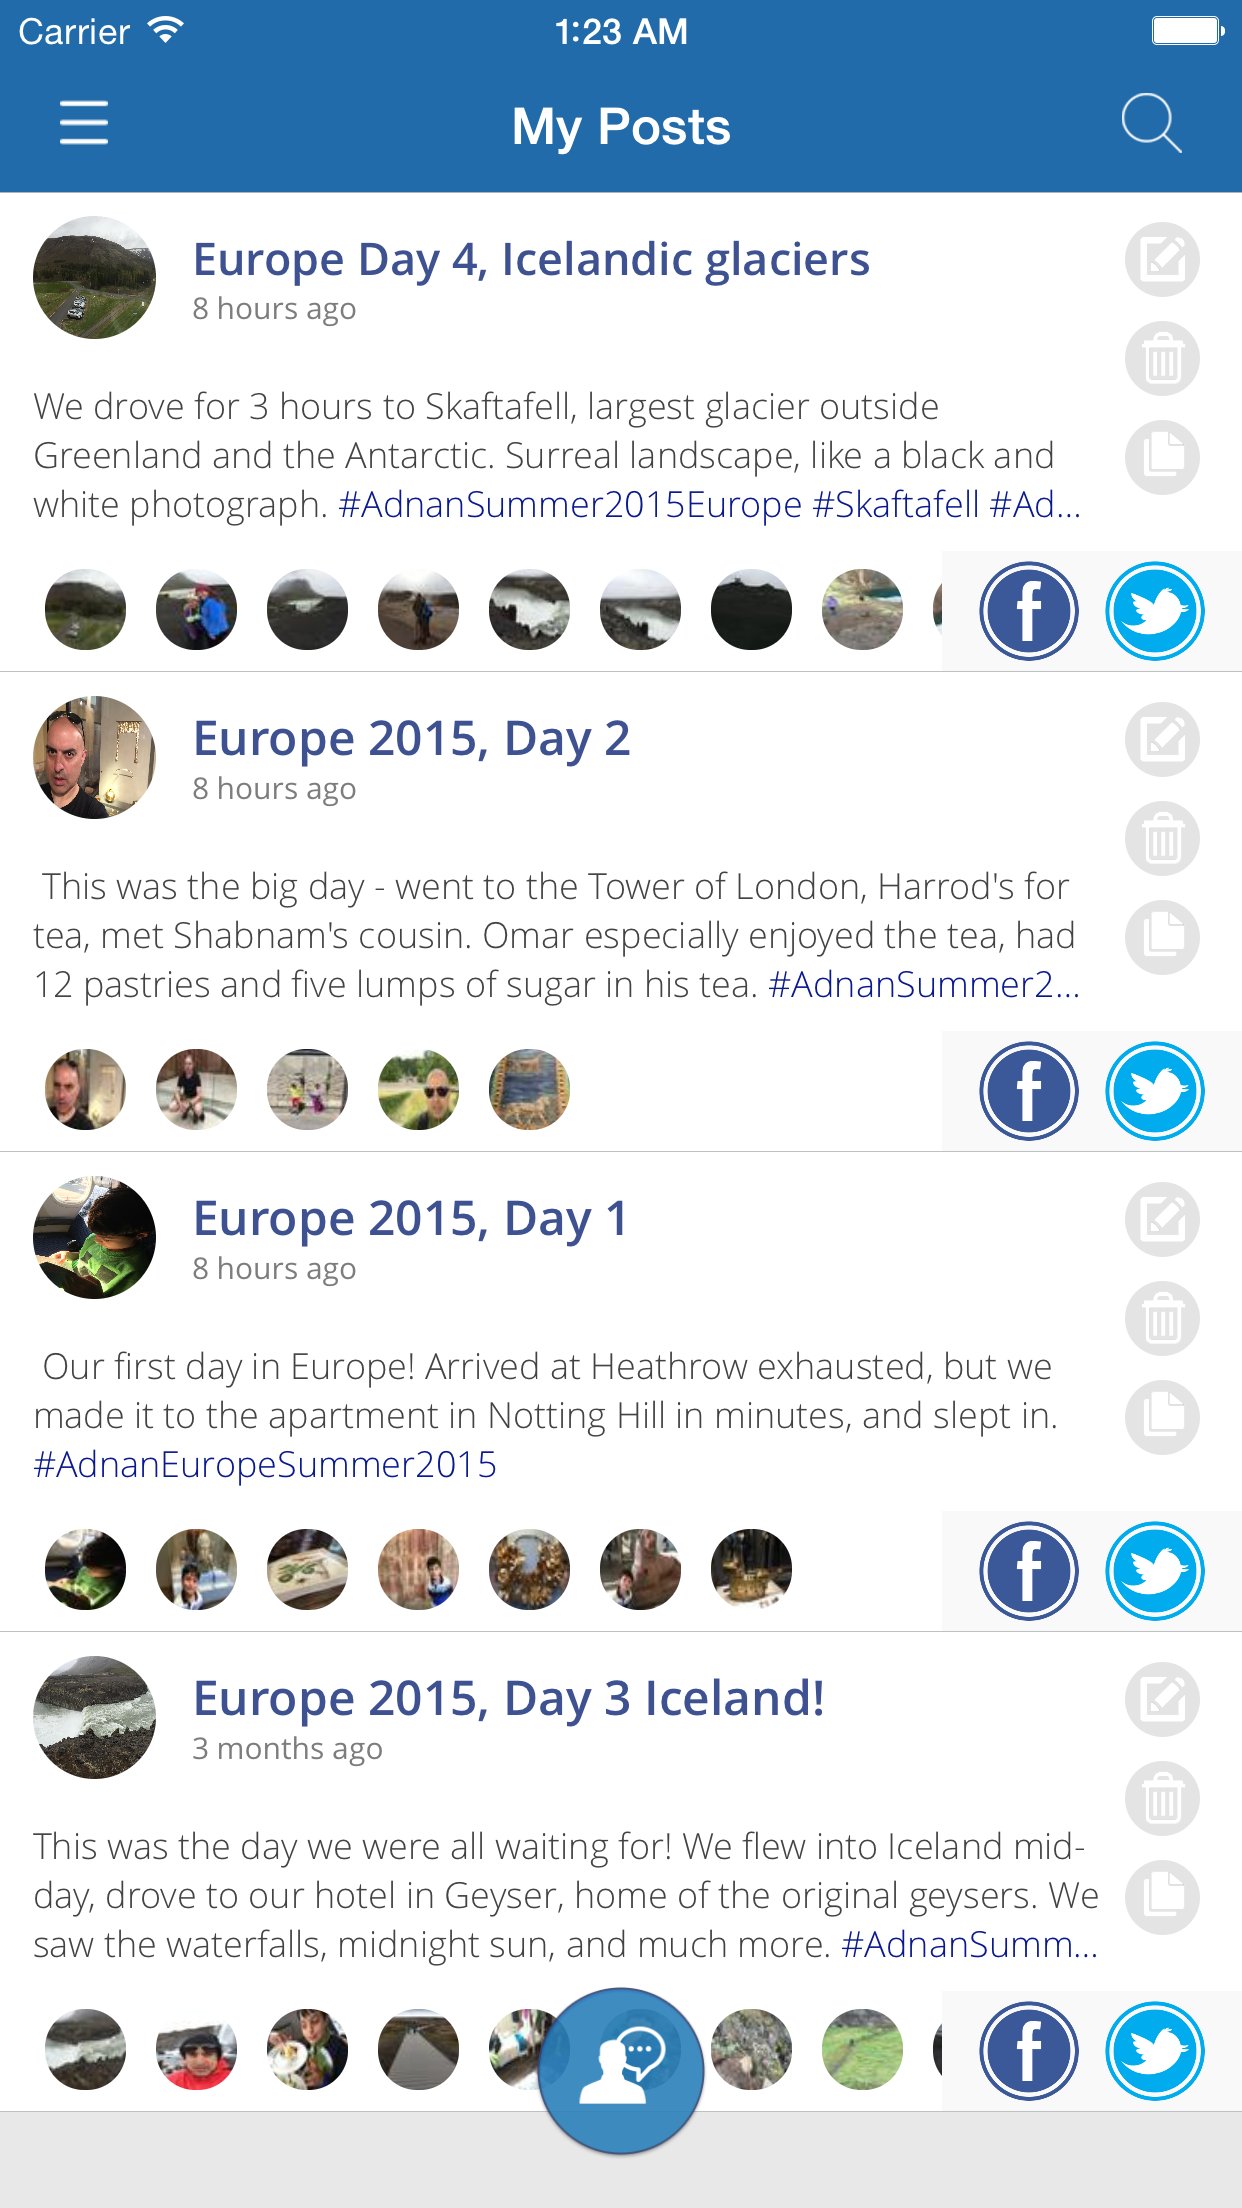 Carrier 1:23 AM
My Posts
Europe Day 4, Icelandic glaciers
8 hours ago
We drove for 3 hours to Skaftafell, largest glacier outside
Greenland and the Antarctic. Surreal landscape, like a black and
white photograph. #AdnanSummer2015Europe #Skaftafell #Ad...
f
Europe 2015, Day 2
8 hours ago
This was the big day - went to the Tower of London, Harrod's for
tea, met Shabnam's cousin. Omar especially enjoyed the tea, had
12 pastries and five lumps of sugar in his tea. #AdnanSummer2...
f
Europe 2015, Day 1
8 hours ago
Our first day in Europe! Arrived at Heathrow exhausted, but we
made it to the apartment in Notting Hill in minutes, and slept in.
#AdnanEuropeSummer2015
f
Europe 2015, Day 3 Iceland!
3 months ago
This was the day we were all waiting for! We flew into Iceland mid-
day, drove to our hotel in Geyser, home of the original geysers. We
saw the waterfalls, midnight sun, and much more. #AdnanSumm...
f